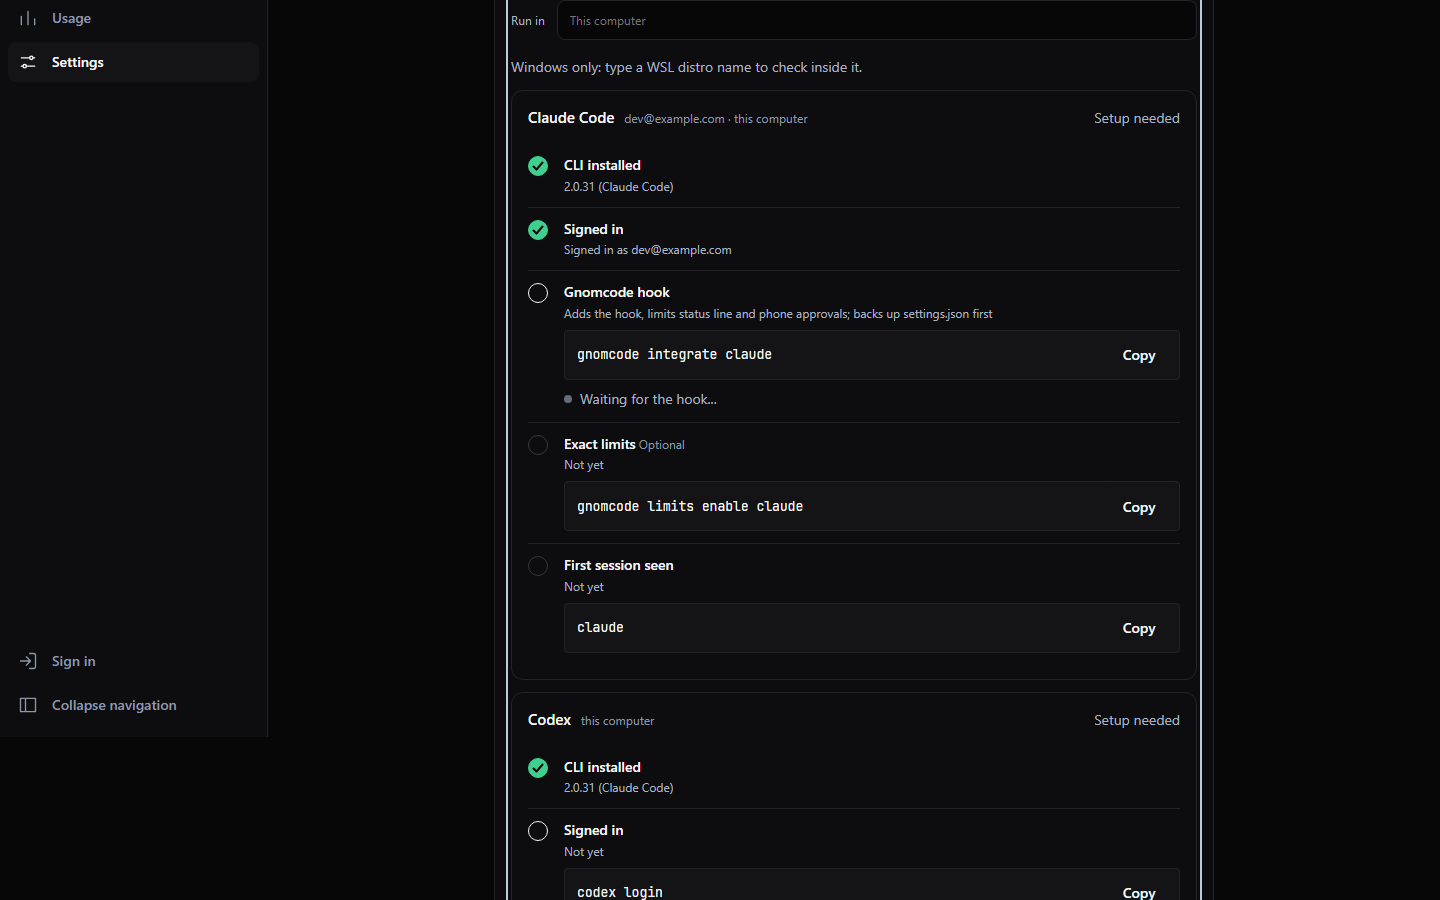 Usage
Settings
Sign in
Collapse navigation
Run in
This computer
Windows only: type a WSL distro name to check inside it.
Claude Code dev@example.com · this computer
Setup needed
CLI installed
2.0.31 (Claude Code)
Signed in
Signed in as dev@example.com
Gnomcode hook
Adds the hook, limits status line and phone approvals; backs up settings.json first
gnomcode integrate claude
Copy
Waiting for the hook...
Exact limits Optional
Not yet
gnomcode limits enable claude
Copy
First session seen
Not yet
claude
Copy
Codex this computer
Setup needed
CLI installed
2.0.31 (Claude Code)
Signed in
Not yet
codex login
Copy